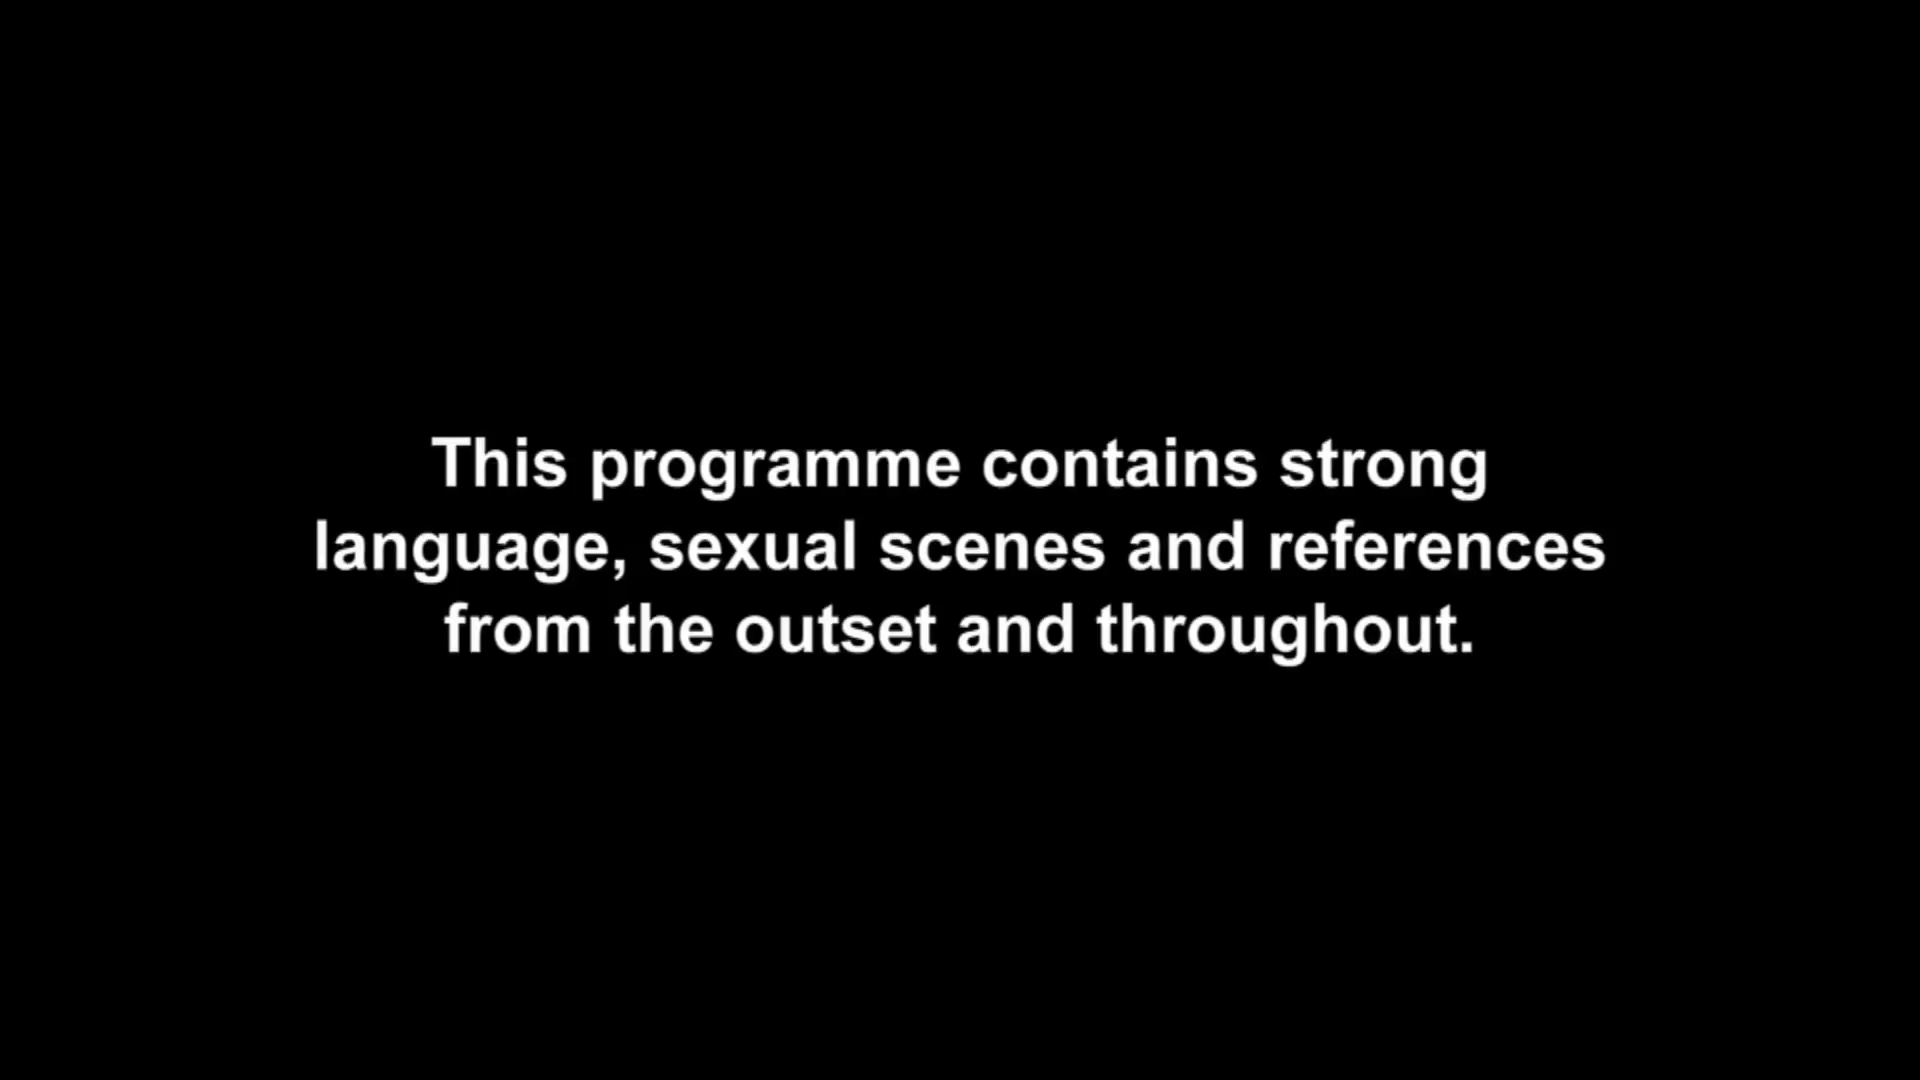 This programme contains strong
language, sexual scenes and references
from the outset and throughout.